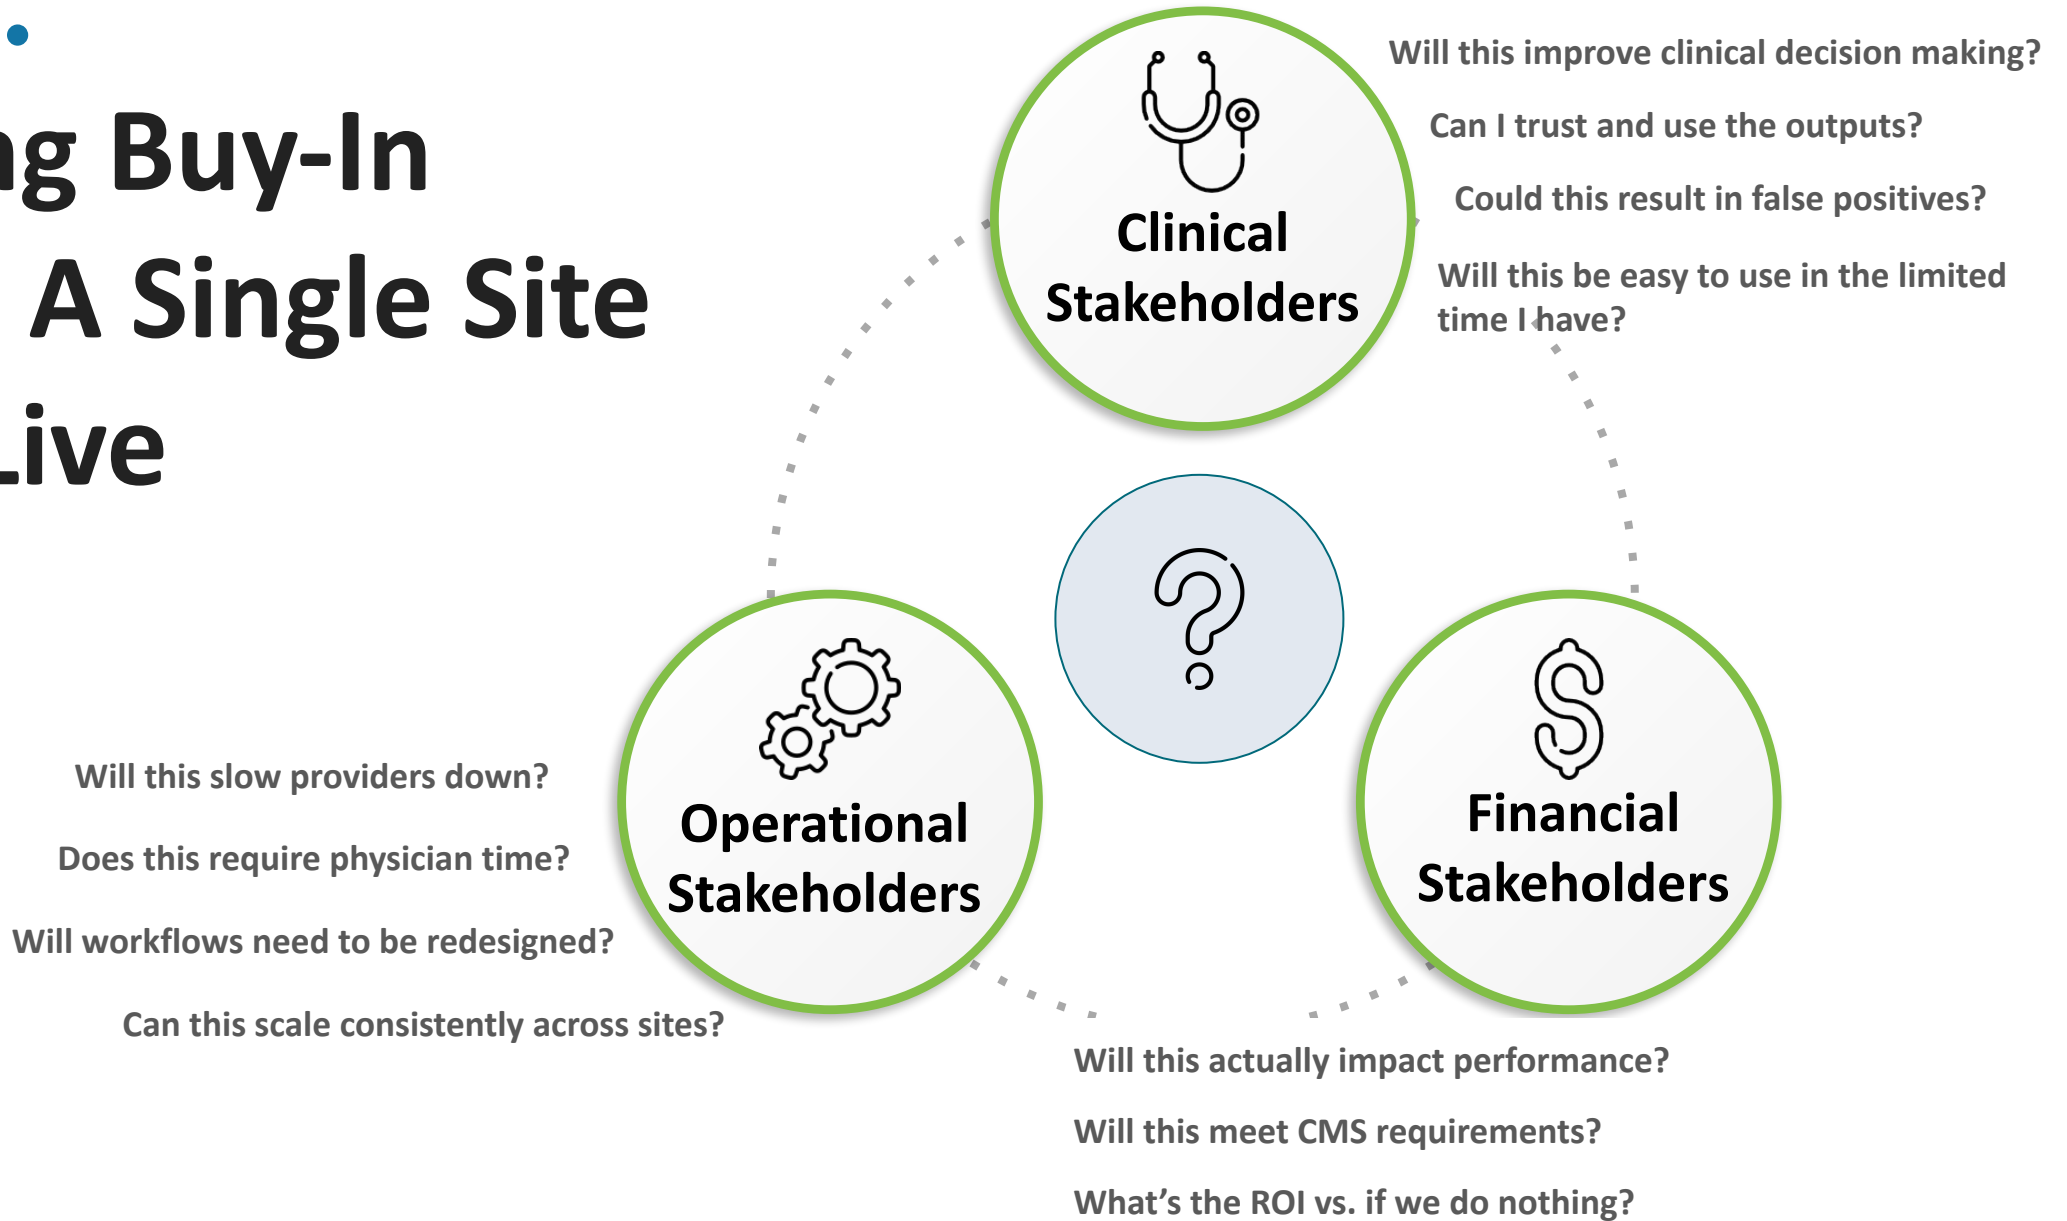 ng Buy-In
A Single Site
Live
Clinical
Stakeholders
Will this improve clinical decision making?
Can I trust and use the outputs?
Could this result in false positives?
Will this be easy to use in the limited
time I have?
Operational
Stakeholders
Will this slow providers down?
Does this require physician time?
Will workflows need to be redesigned?
Can this scale consistently across sites?
Financial
Stakeholders
Will this actually impact performance?
Will this meet CMS requirements?
What's the ROI vs. if we do nothing?